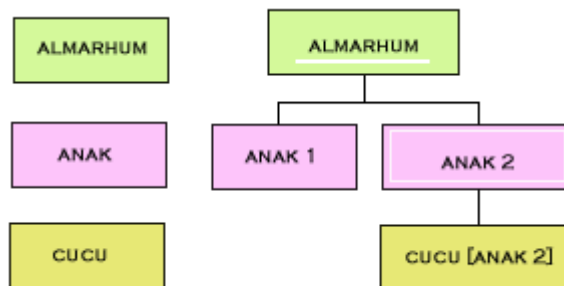 ALMARHUM
ALMARHUM
ANAK
ANAK 1
ANAK 2
CUCU
CUCU [ANAK 2]